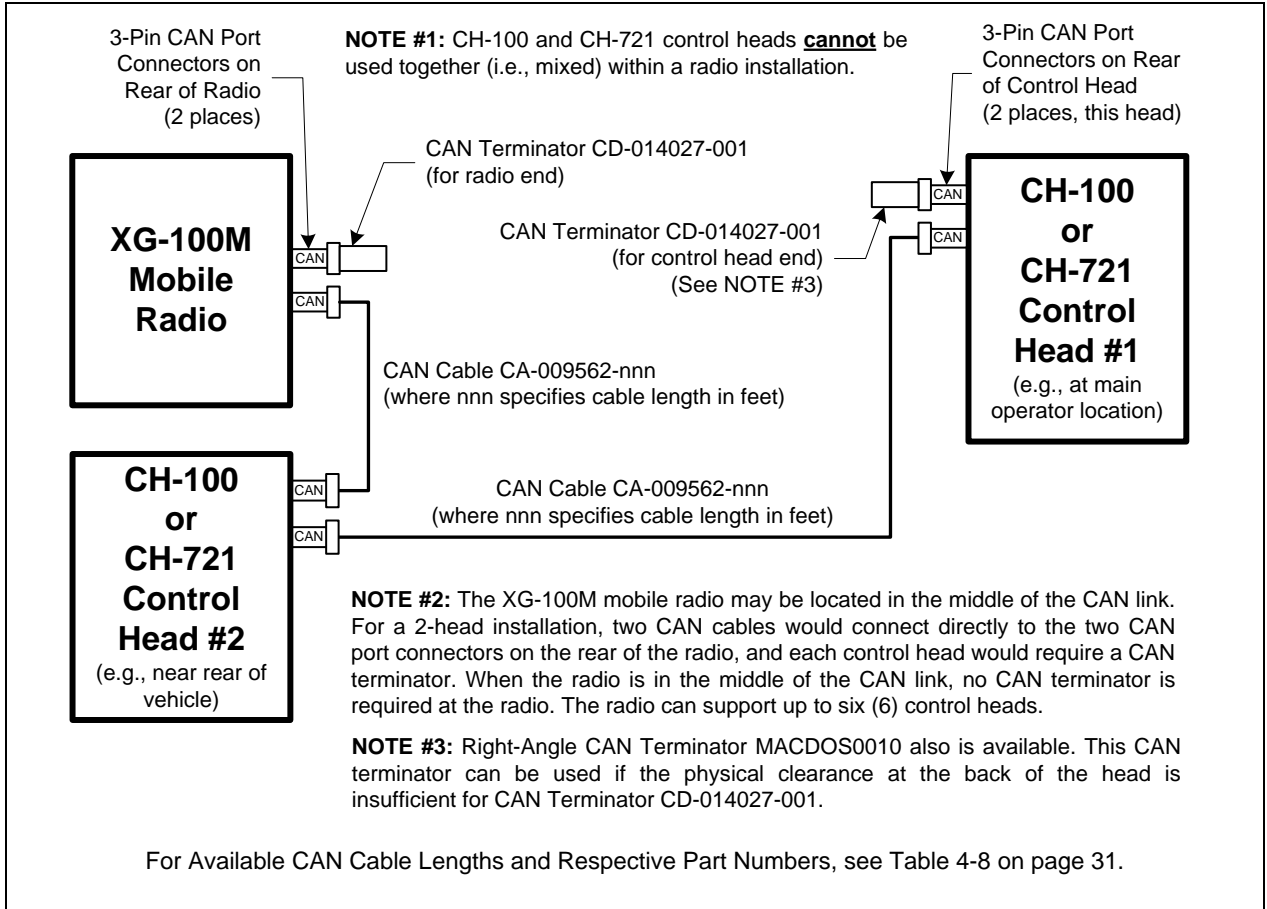 3-Pin CAN Port
Connectors on
Rear of Radio
(2 places)
NOTE #1: CH-100 and CH-721 control heads cannot be
used together (i.e., mixed) within a radio installation.
3-Pin CAN Port
Connectors on Rear
of Control Head
(2 places, this head)
CAN Terminator CD-014027-001
(for radio end)
XG-100M
Mobile
Radio
CAN
CAN
CAN Terminator CD-014027-001
(for control head end)
(See NOTE #3)
CAN
CAN
CH-100
or
CH-721
Control
Head #1
(e.g., at main
operator location)
CAN Cable CA-009562-nnn
(where nnn specifies cable length in feet)
CH-100
or
CH-721
Control
Head #2
(e.g., near rear of
vehicle)
CAN
CAN
CAN Cable CA-009562-nnn
(where nnn specifies cable length in feet)
NOTE #2: The XG-100M mobile radio may be located in the middle of the CAN link.
For a 2-head installation, two CAN cables would connect directly to the two CAN
port connectors on the rear of the radio, and each control head would require a CAN
terminator. When the radio is in the middle of the CAN link, no CAN terminator is
required at the radio. The radio can support up to six (6) control heads.
NOTE #3: Right-Angle CAN Terminator MACDOS0010 also is available. This CAN
terminator can be used if the physical clearance at the back of the head is
insufficient for CAN Terminator CD-014027-001.
For Available CAN Cable Lengths and Respective Part Numbers, see Table 4-8 on page 31.